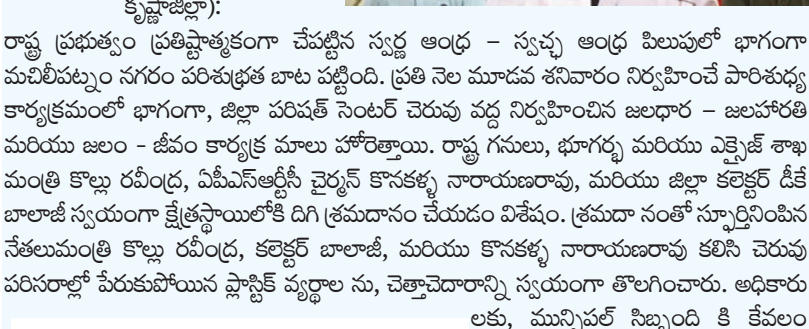 కృష్ణాజిల్లా):
రాష్ట్ర ప్రభుత్వం ప్రతిష్టాత్మకంగా చేపట్టిన స్వర్ణ ఆంధ్ర – స్వచ్ఛ ఆంధ్ర పిలుపులో భాగంగా
మచిలీపట్నం నగరం పరిశుభ్రత బాట పట్టింది. ప్రతి నెల మూడవ శనివారం నిర్వహించే పారిశుధ్య
కార్యక్రమంలో భాగంగా, జిల్లా పరిషత్ సెంటర్ చెరువు వద్ద నిర్వహించిన జలధార – జలహారతి
మరియు జలం - జీవం కార్యక్ర మాలు హోరెత్తాయి. రాష్ట్ర గనులు, భూగర్భ మరియు ఎక్సైజ్ శాఖ
మంత్రి కొల్లు రవీంద్ర, ఏపీఎస్ఆర్టీసీ చైర్మన్ కొనకళ్ళ నారాయణరావు, మరియు జిల్లా కలెక్టర్ డీకే
బాలాజీ స్వయంగా క్షేత్రస్థాయిలోకి దిగి శ్రమదానం చేయడం విశేషం. శ్రమదా నంతో స్ఫూర్తినింపిన
నేతలుమంత్రి కొల్లు రవీంద్ర, కలెక్టర్ బాలాజీ, మరియు కొనకళ్ళ నారాయణరావు కలిసి చెరువు
పరిసరాల్లో పేరుకుపోయిన ప్లాస్టిక్ వ్యర్థాల ను, చెత్తాచెదారాన్ని స్వయంగా తొలగించారు. అధికారు
లకు, మున్సిపల్ సిబ్బంది కి కేవలం